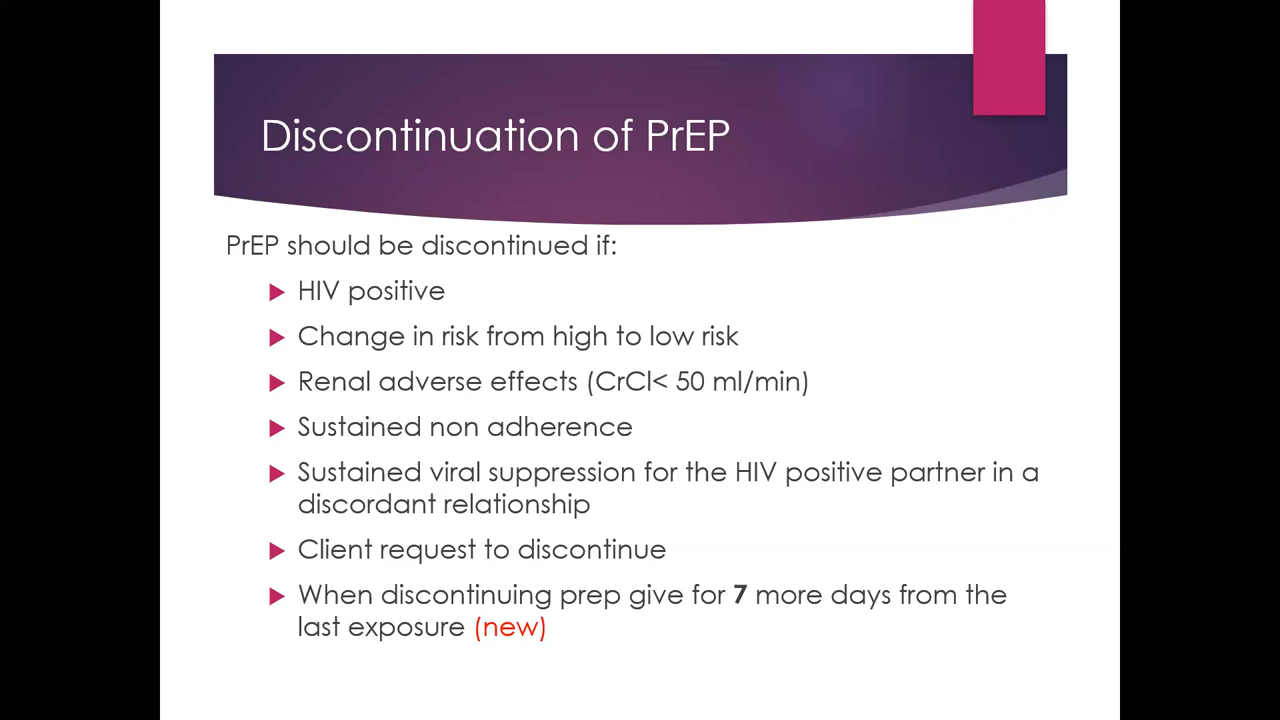 Discontinuation of PrEP
PrEP should be discontinued if:
HIV positive
Change in risk from high to low risk
Renal adverse effects (CrCl< 50 ml/min)
Sustained non adherence
Sustained viral suppression for the HIV positive partner in a
discordant relationship
Client request to discontinue
When discontinuing prep give for 7 more days from the
last exposure (new)